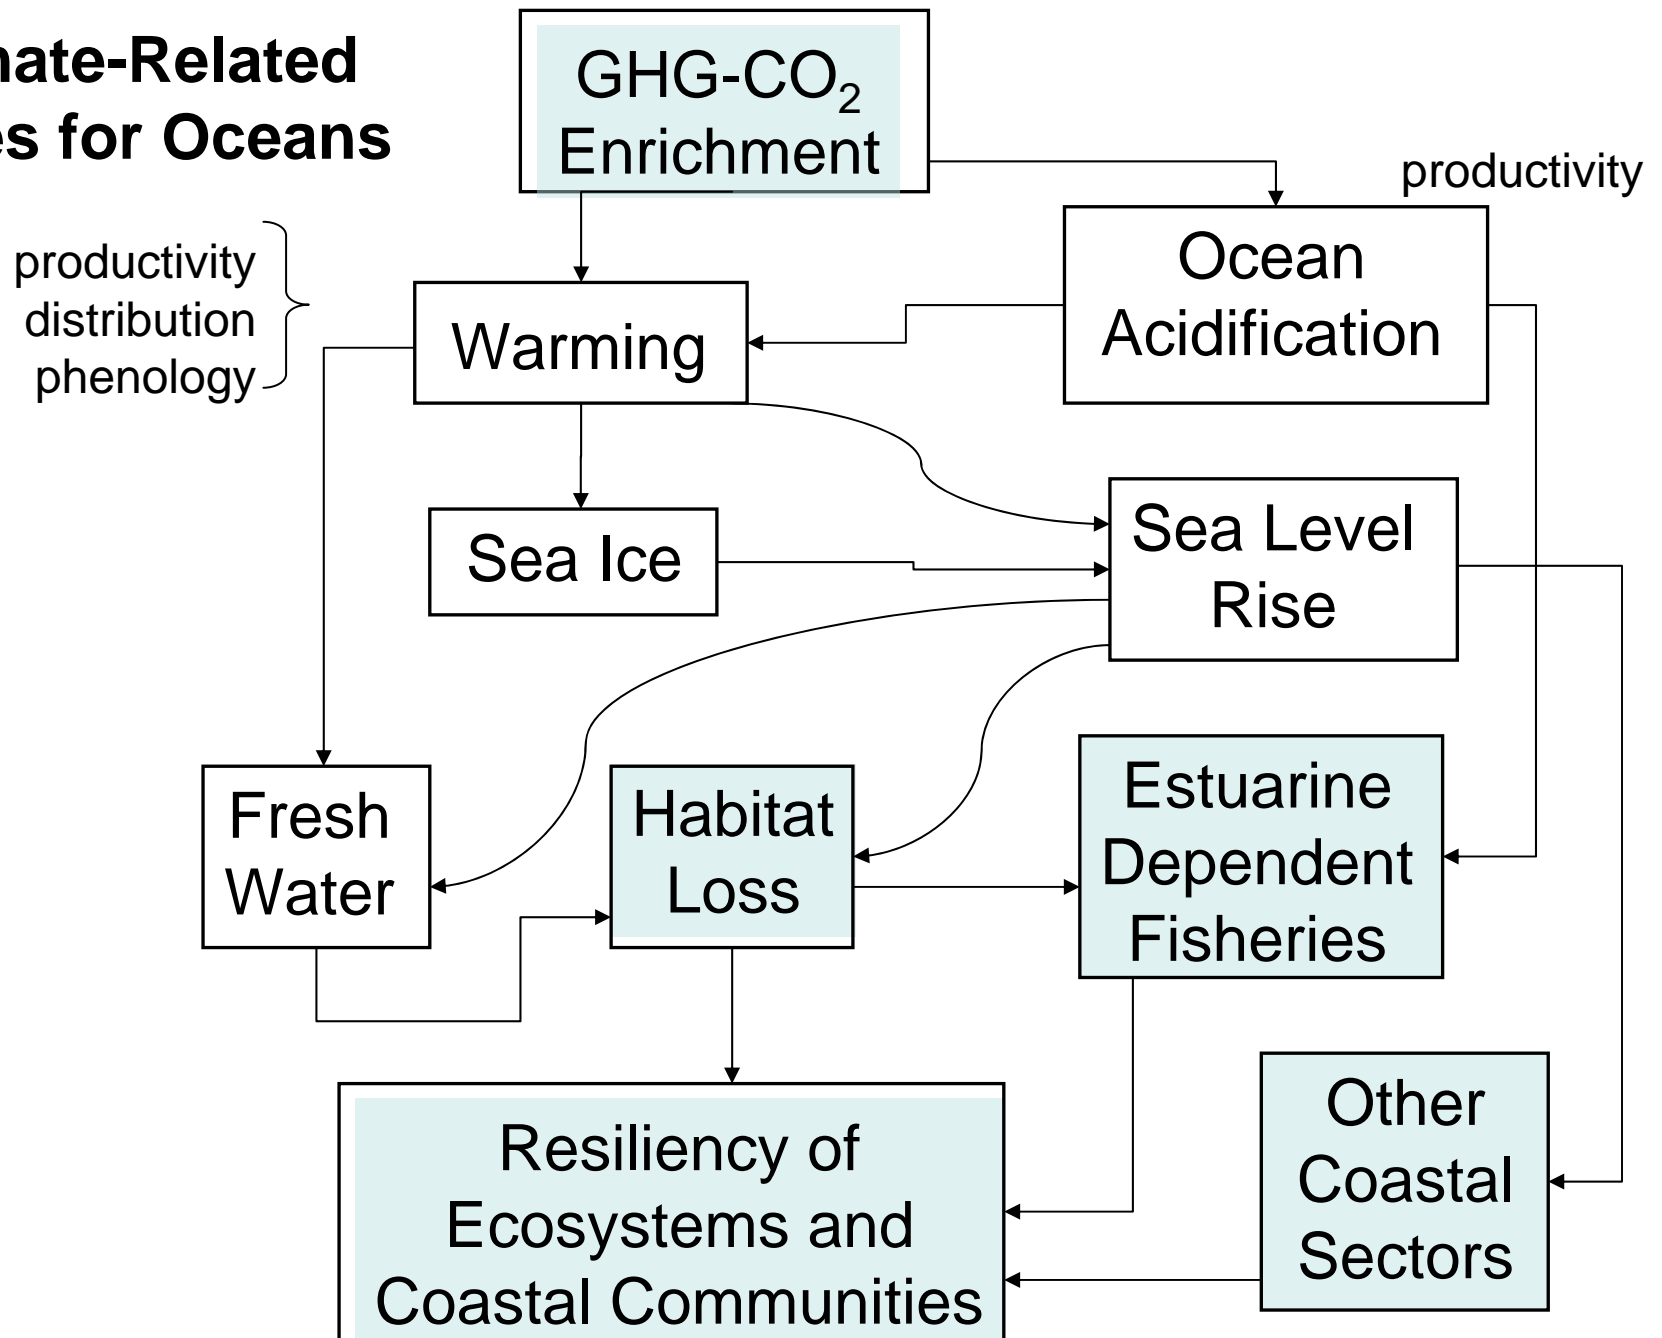 nate-Related
es for Oceans
GHG-CO₂
Enrichment
productivity
productivity
distribution
phenology
Ocean
Acidification
Warming
Sea Ice
Sea Level
Rise
Fresh
Water
Habitat
Loss
Estuarine
Dependent
Fisheries
Other
Coastal
Sectors
Resiliency of
Ecosystems and
Coastal Communities